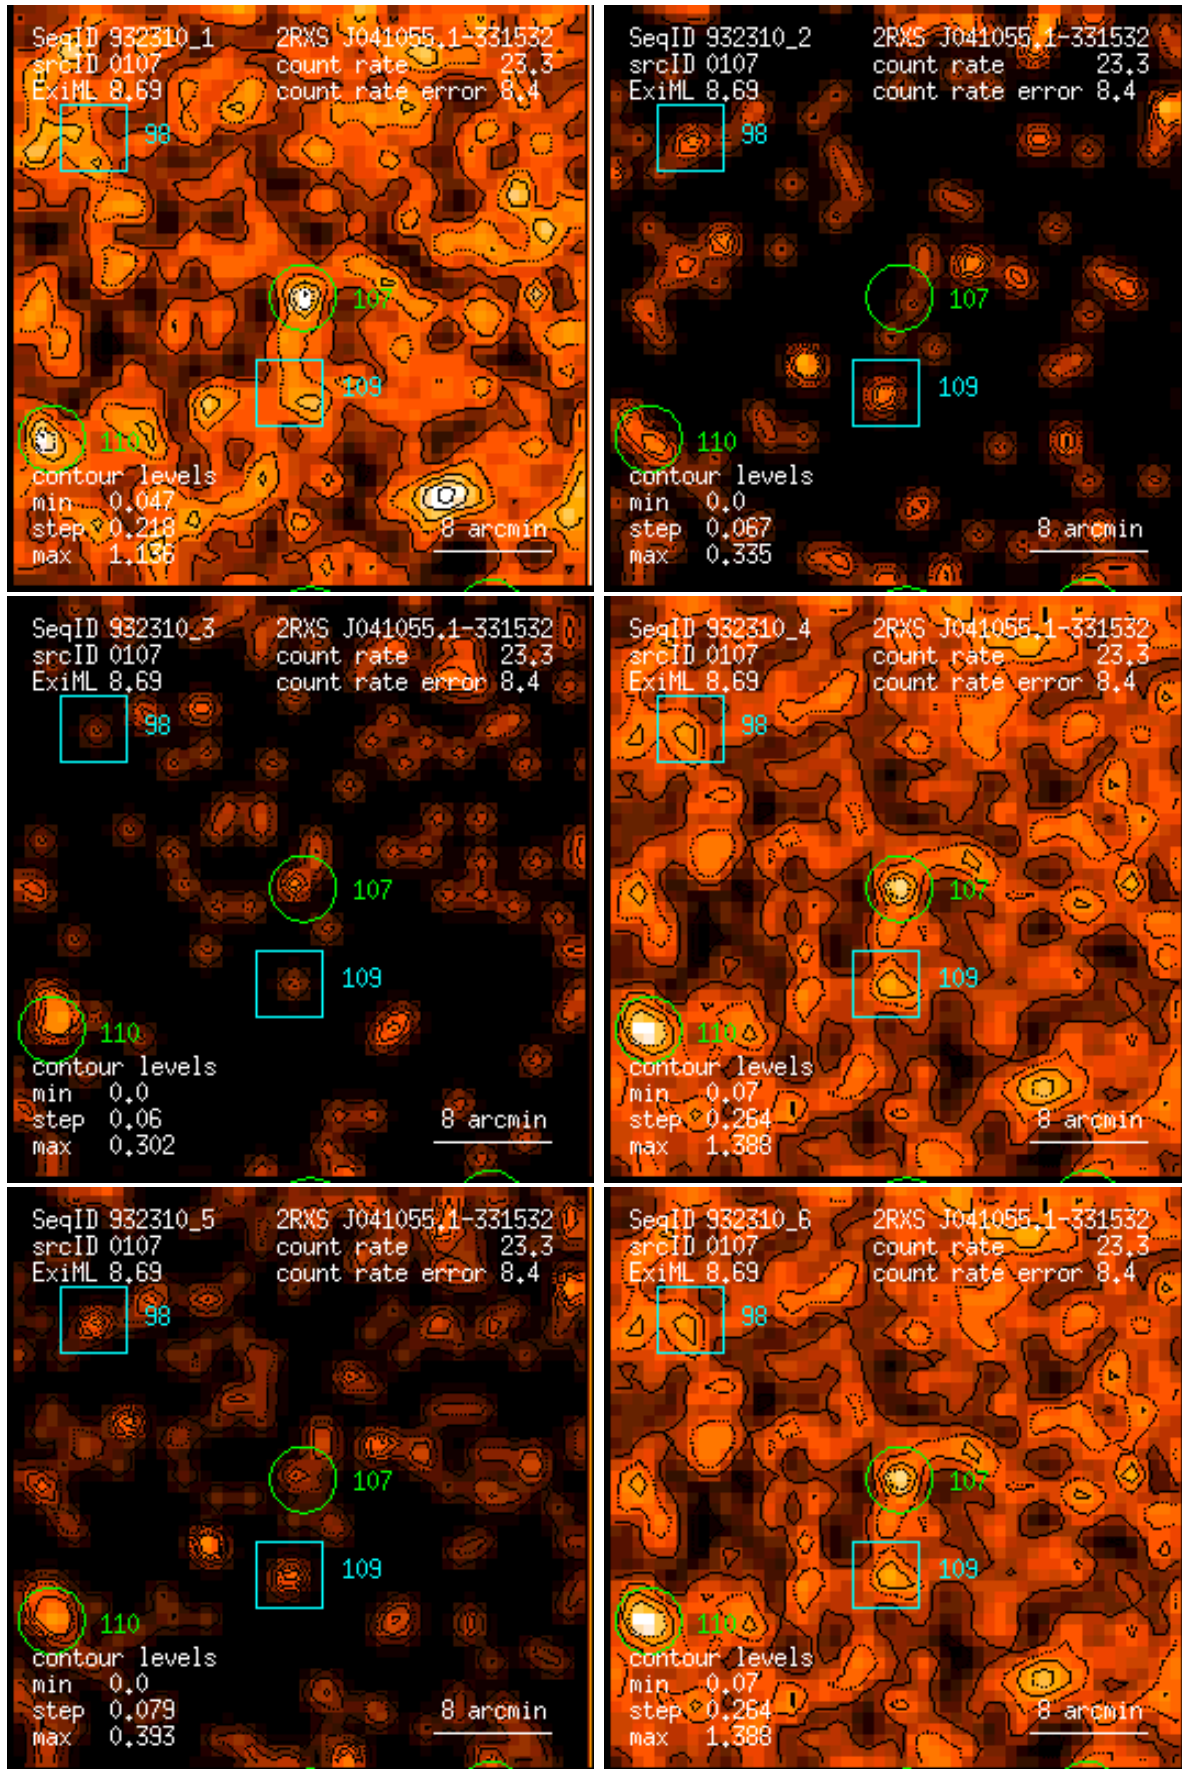 SeqID 932310_1 2RXS J041055.1-331532
srcID 0107 count rate 23.3
ExiML 8.69 count rate error 8.4
98
107
109
110
contour levels
min 0.047
step 0.218 8 arcmin
max 1.136
SeqID 932310_2 2RXS J041055.1-331532
srcID 0107 count rate 23.3
ExiML 8.69 count rate error 8.4
98
107
109
110
contour levels
min 0.0
step 0.067 8 arcmin
max 0.335
SeqID 932310_3 2RXS J041055.1-331532
srcID 0107 count rate 23.3
ExiML 8.69 count rate error 8.4
98
107
109
110
contour levels
min 0.0
step 0.06 8 arcmin
max 0.302
SeqID 932310_4 2RXS J041055.1-331532
srcID 0107 count rate 23.3
ExiML 8.69 count rate error 8.4
98
107
109
110
contour levels
min 0.07
step 0.264 8 arcmin
max 1.388
SeqID 932310_5 2RXS J041055.1-331532
srcID 0107 count rate 23.3
ExiML 8.69 count rate error 8.4
98
107
109
110
contour levels
min 0.0
step 0.079 8 arcmin
max 0.393
SeqID 932310_6 2RXS J041055.1-331532
srcID 0107 count rate 23.3
ExiML 8.69 count rate error 8.4
98
107
109
110
contour levels
min 0.07
step 0.264 8 arcmin
max 1.388